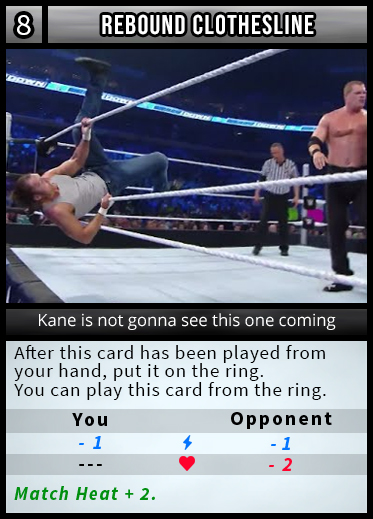 8 REBOUND CLOTHESLINE
Kane is not gonna see this one coming
After this card has been played from
your hand, put it on the ring.
You can play this card from the ring.
You Opponent
- 1 - 1
--- - 2
Match Heat + 2.